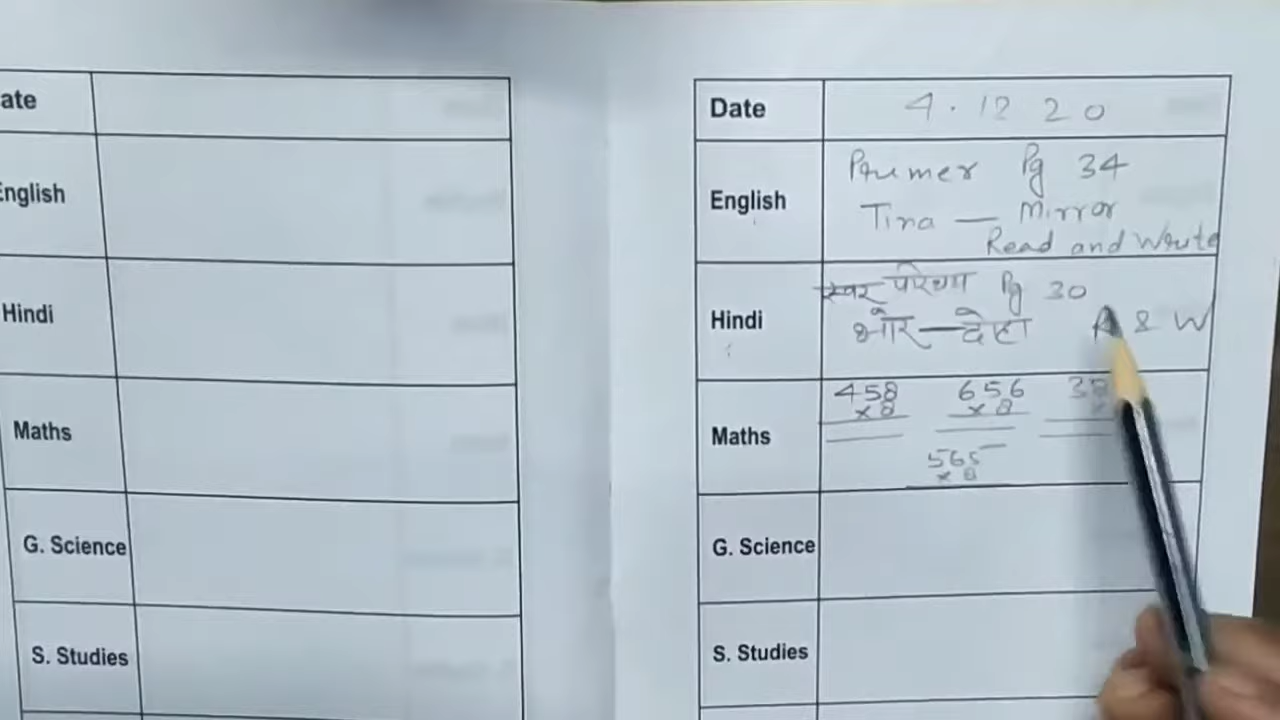 ate
English
Hindi
Maths
G. Science
S. Studies
Date 4.12 20
English Primer Pg 34
Tina — Mirror
Read and Write
Hindi परिचय Pg 30
और — देहा R & W
Maths 458 656
×8 ×8
565
×8
G. Science
S. Studies